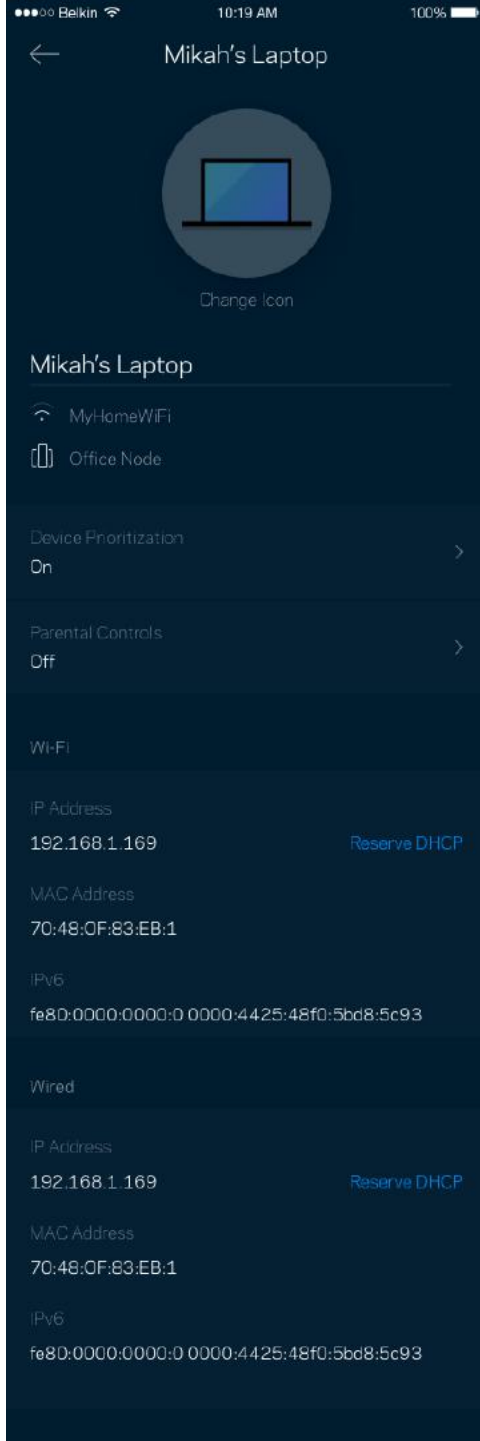 Belkin 10:19 AM 100%
Mikah's Laptop
Change Icon
Mikah's Laptop
MyHomeWiFi
Office Node
Device Prioritization
On
Parental Controls
Off
Wi-Fi
IP Address
192.168.1.169 Reserve DHCP
MAC Address
70:48:0F:83:EB:1
IPv6
fe80:0000:0000:0 0000:4425:48f0:5bd8:5c93
Wired
IP Address
192.168.1.169 Reserve DHCP
MAC Address
70:48:0F:83:EB:1
IPv6
fe80:0000:0000:0 0000:4425:48f0:5bd8:5c93